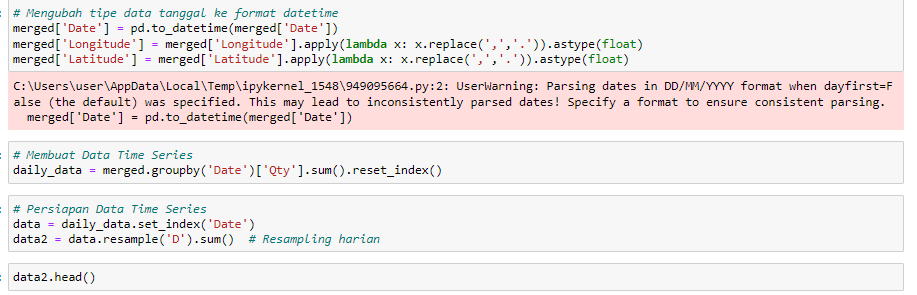 # Mengubah tipe data tanggal ke format datetime
merged['Date'] = pd.to_datetime(merged['Date'])
merged['Longitude'] = merged['Longitude'].apply(lambda x: x.replace(',','.')).astype(float)
merged['Latitude'] = merged['Latitude'].apply(lambda x: x.replace(',','.')).astype(float)
C:\Users\user\AppData\Local\Temp\ipykernel_1548\949095664.py:2: UserWarning: Parsing dates in DD/MM/YYYY format when dayfirst=F
alse (the default) was specified. This may lead to inconsistently parsed dates! Specify a format to ensure consistent parsing.
  merged['Date'] = pd.to_datetime(merged['Date'])
# Membuat Data Time Series
daily_data = merged.groupby('Date')['Qty'].sum().reset_index()
# Persiapan Data Time Series
data = daily_data.set_index('Date')
data2 = data.resample('D').sum()  # Resampling harian
data2.head()